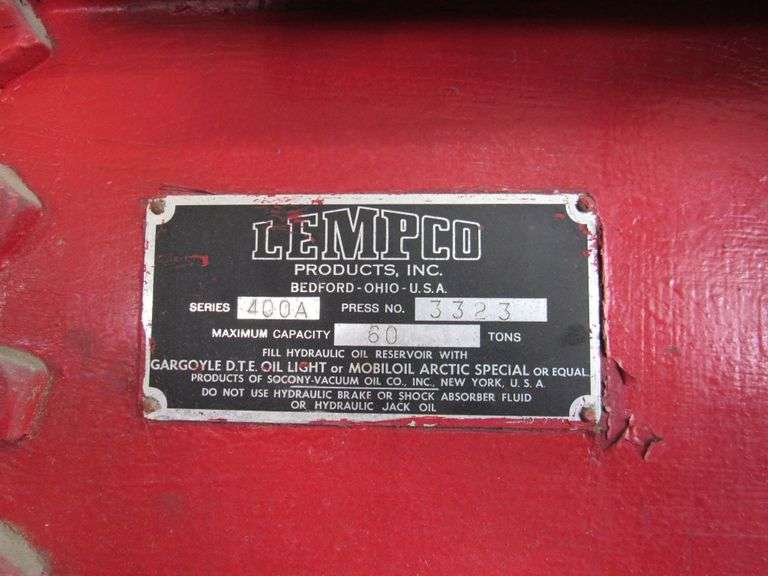 LEMPCO
PRODUCTS, INC.
BEDFORD-OHIO-U.S.A.
SERIES 400A PRESS NO. 3323
MAXIMUM CAPACITY 60 TONS
FILL HYDRAULIC OIL RESERVOIR WITH
GARGOYLE D.T.E. OIL LIGHT or MOBILOIL ARCTIC SPECIAL OR EQUAL
PRODUCTS OF SOCONY-VACUUM OIL CO., INC., NEW YORK, U.S.A.
DO NOT USE HYDRAULIC BRAKE OR SHOCK ABSORBER FLUID
OR HYDRAULIC JACK OIL